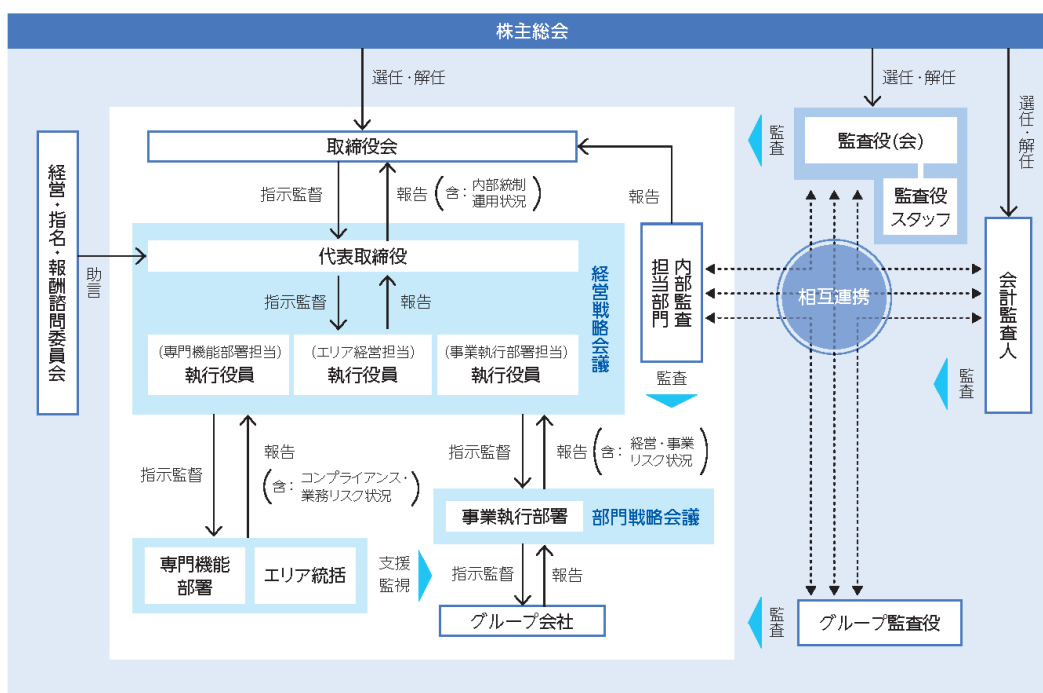 株主総会
選任・解任
選任・解任
選任・解任
経営・指名・報酬諮問委員会
助言
取締役会
指示監督
報告
(含：内部統制
運用状況)
報告
代表取締役
指示監督
報告
経営戦略会議
(専門機能部署担当)
執行役員
(エリア経営担当)
執行役員
(事業執行部署担当)
執行役員
内部監査
担当部門
監査
監査
監査役(会)
監査役
スタッフ
相互連携
会計監査人
監査
指示監督
報告
(含：コンプライアンス・
業務リスク状況)
指示監督
報告
(含：経営・事業
リスク状況)
事業執行部署
部門戦略会議
専門機能
部署
エリア統括
支援
監視
指示監督
報告
グループ会社
監査
グループ監査役